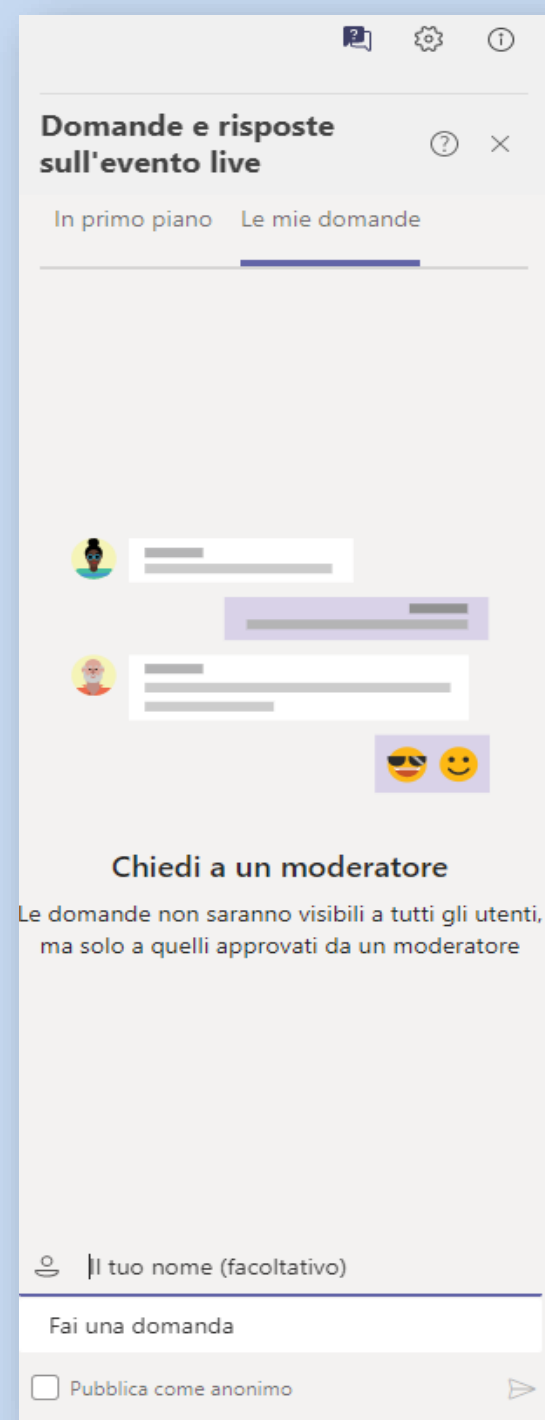 Domande e risposte
sull'evento live
In primo piano Le mie domande
Chiedi a un moderatore
Le domande non saranno visibili a tutti gli utenti,
ma solo a quelli approvati da un moderatore
Il tuo nome (facoltativo)
Fai una domanda
Pubblica come anonimo